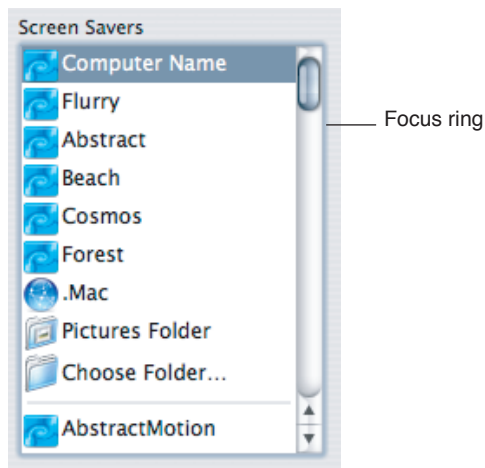 Screen Savers
Computer Name
Flurry
Focus ring
Abstract
Beach
Cosmos
Forest
.Mac
Pictures Folder
Choose Folder...
AbstractMotion